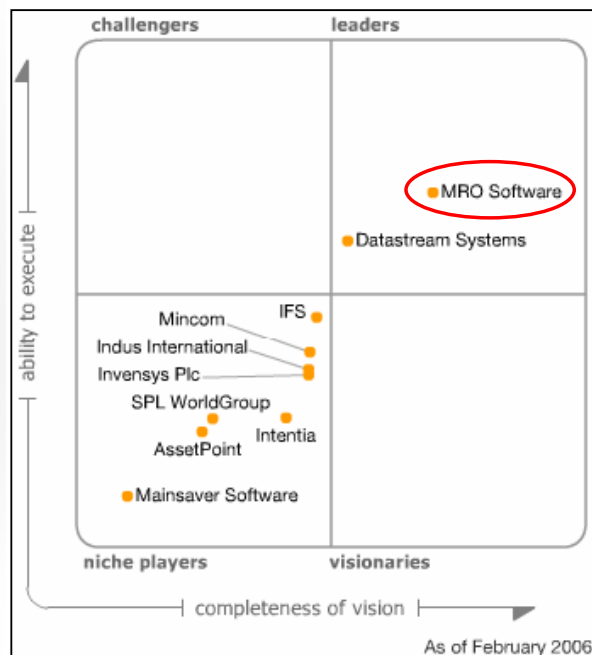 challengers
leaders
MRO Software
Datastream Systems
ability to execute
IFS
Mincom
Indus International
Invensys Plc
SPL WorldGroup
Intentia
AssetPoint
Mainsaver Software
niche players
visionaries
completeness of vision
As of February 2006